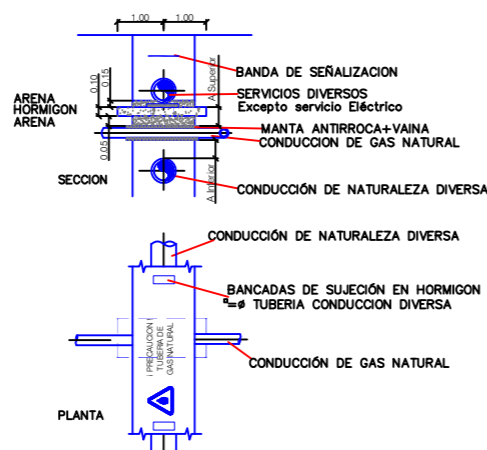 1.00 1.00
BANDA DE SEÑALIZACION
0.15
0.10
A.Superior
SERVICIOS DIVERSOS
Excepto servicio Eléctrico
ARENA
HORMIGON
ARENA
MANTA ANTIRROCA+VAINA
CONDUCCION DE GAS NATURAL
0.05
A.Inferior
SECCION
CONDUCCIÓN DE NATURALEZA DIVERSA
CONDUCCIÓN DE NATURALEZA DIVERSA
BANCADAS DE SUJECIÓN EN HORMIGON
=ø TUBERIA CONDUCCION DIVERSA
¡ PRECAUCION
TUBERIA DE
GAS NATURAL
CONDUCCIÓN DE GAS NATURAL
PLANTA